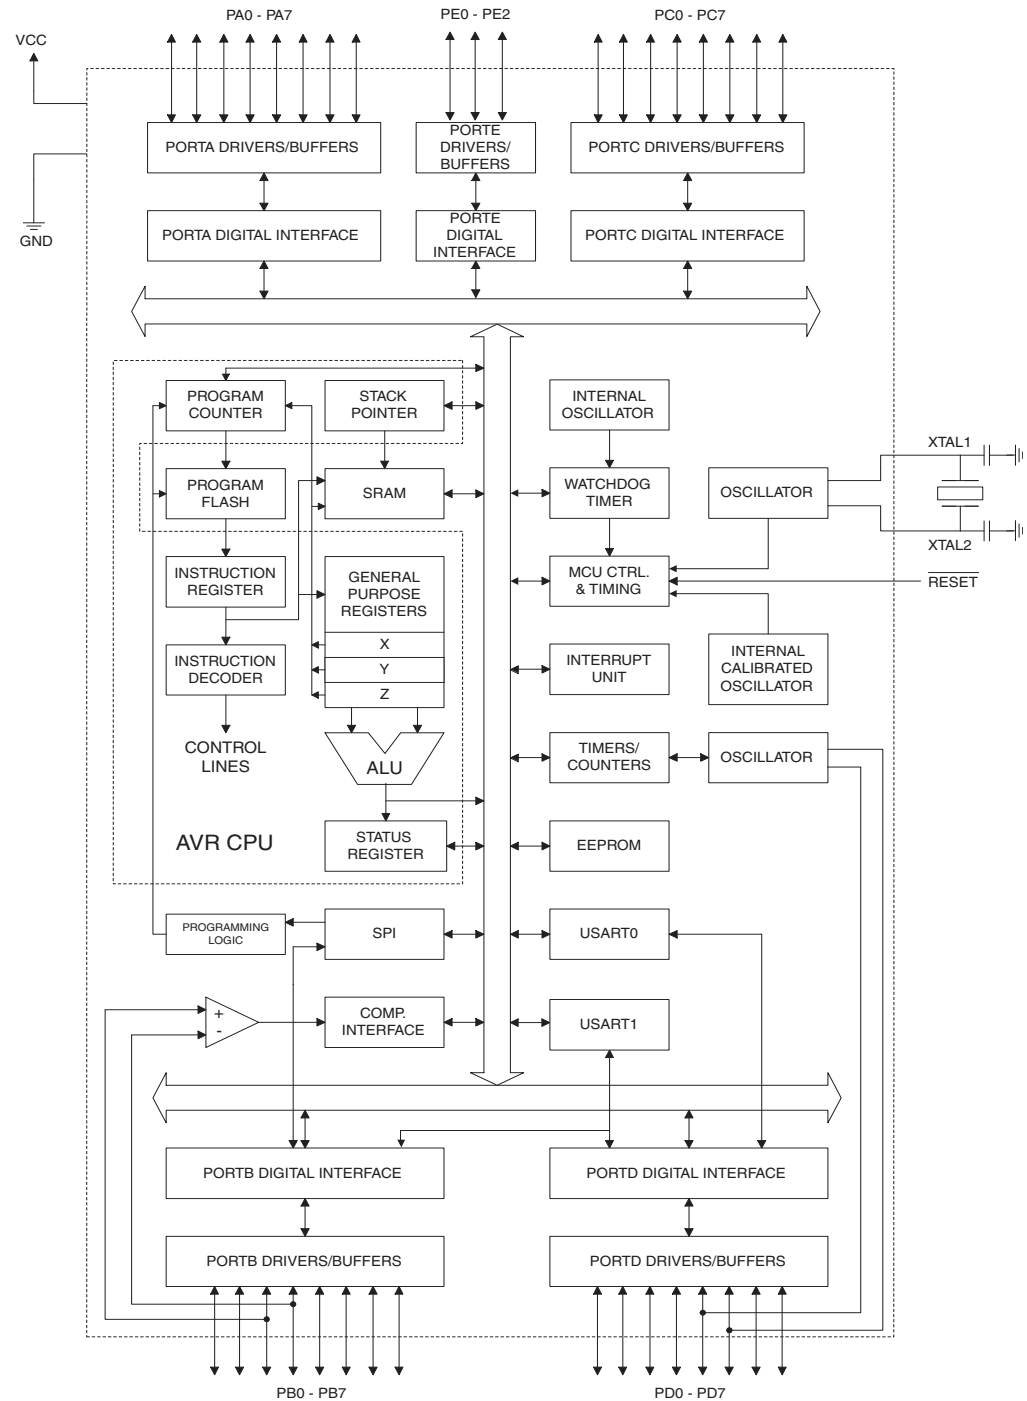 PA0 - PA7
PE0 - PE2
PC0 - PC7
VCC
GND
PORTA DRIVERS/BUFFERS
PORTE
DRIVERS/
BUFFERS
PORTC DRIVERS/BUFFERS
PORTA DIGITAL INTERFACE
PORTE
DIGITAL
INTERFACE
PORTC DIGITAL INTERFACE
PROGRAM
COUNTER
STACK
POINTER
INTERNAL
OSCILLATOR
PROGRAM
FLASH
SRAM
WATCHDOG
TIMER
OSCILLATOR
XTAL1
XTAL2
INSTRUCTION
REGISTER
GENERAL
PURPOSE
REGISTERS
X
Y
Z
MCU CTRL.
& TIMING
RESET
INSTRUCTION
DECODER
INTERRUPT
UNIT
INTERNAL
CALIBRATED
OSCILLATOR
CONTROL
LINES
ALU
TIMERS/
COUNTERS
OSCILLATOR
AVR CPU
STATUS
REGISTER
EEPROM
PROGRAMMING
LOGIC
SPI
USART0
+
-
COMP.
INTERFACE
USART1
PORTB DIGITAL INTERFACE
PORTD DIGITAL INTERFACE
PORTB DRIVERS/BUFFERS
PORTD DRIVERS/BUFFERS
PB0 - PB7
PD0 - PD7